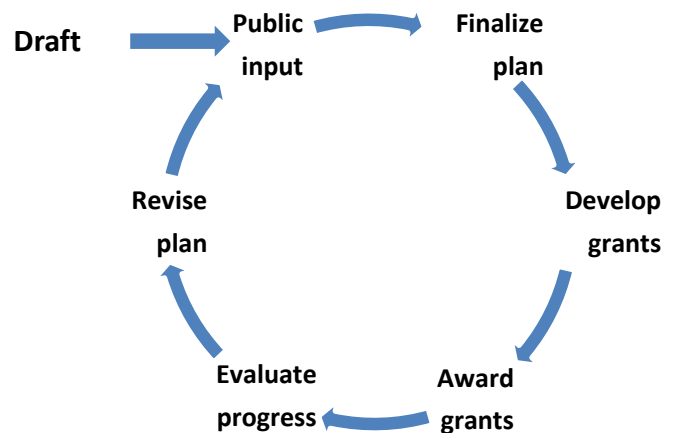 Draft
Public
input
Finalize
plan
Develop
grants
Award
grants
Evaluate
progress
Revise
plan